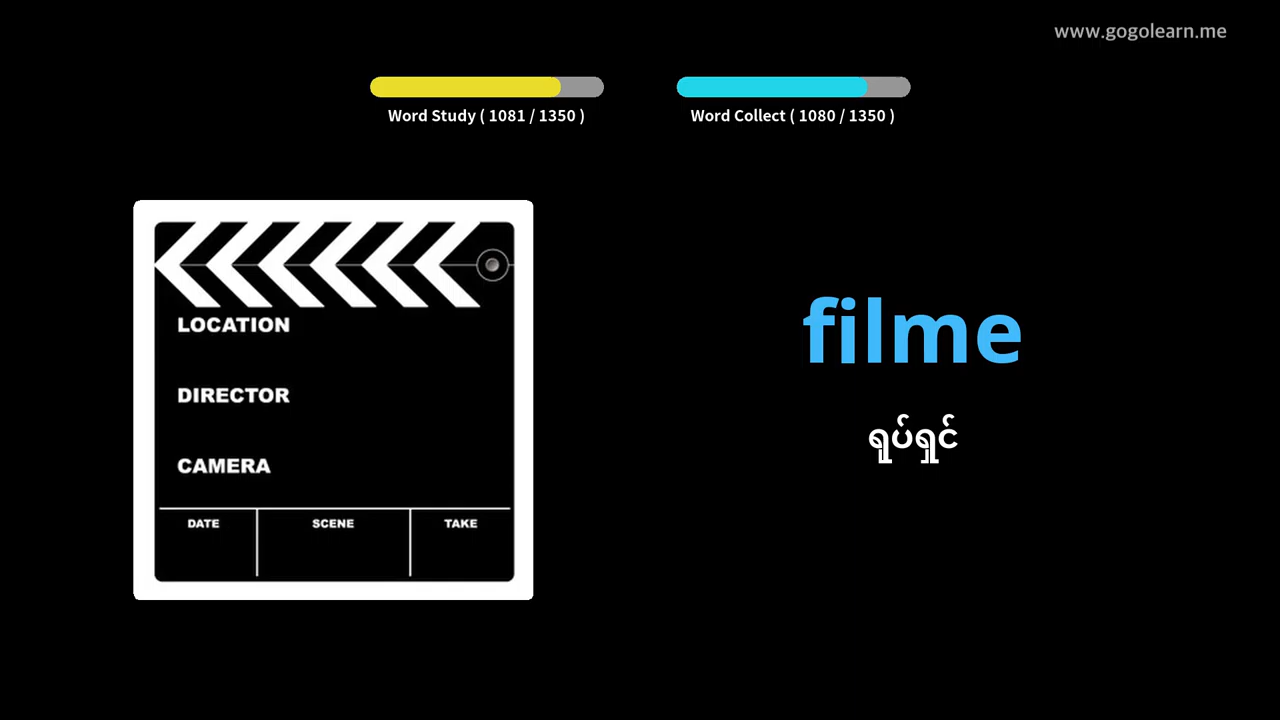 www.gogolearn.me
Word Study ( 1081 / 1350 )
Word Collect ( 1080 / 1350 )
LOCATION
DIRECTOR
CAMERA
DATE
SCENE
TAKE
filme
ရုပ်ရှင်